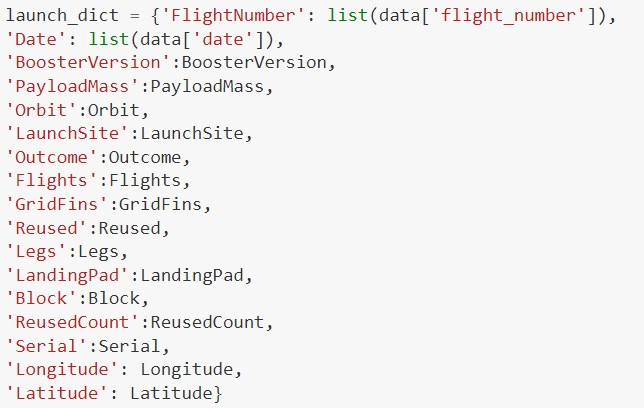 launch_dict = {'FlightNumber': list(data['flight_number']),
'Date': list(data['date']),
'BoosterVersion':BoosterVersion,
'PayloadMass':PayloadMass,
'Orbit':Orbit,
'LaunchSite':LaunchSite,
'Outcome':Outcome,
'Flights':Flights,
'GridFins':GridFins,
'Reused':Reused,
'Legs':Legs,
'LandingPad':LandingPad,
'Block':Block,
'ReusedCount':ReusedCount,
'Serial':Serial,
'Longitude': Longitude,
'Latitude': Latitude}